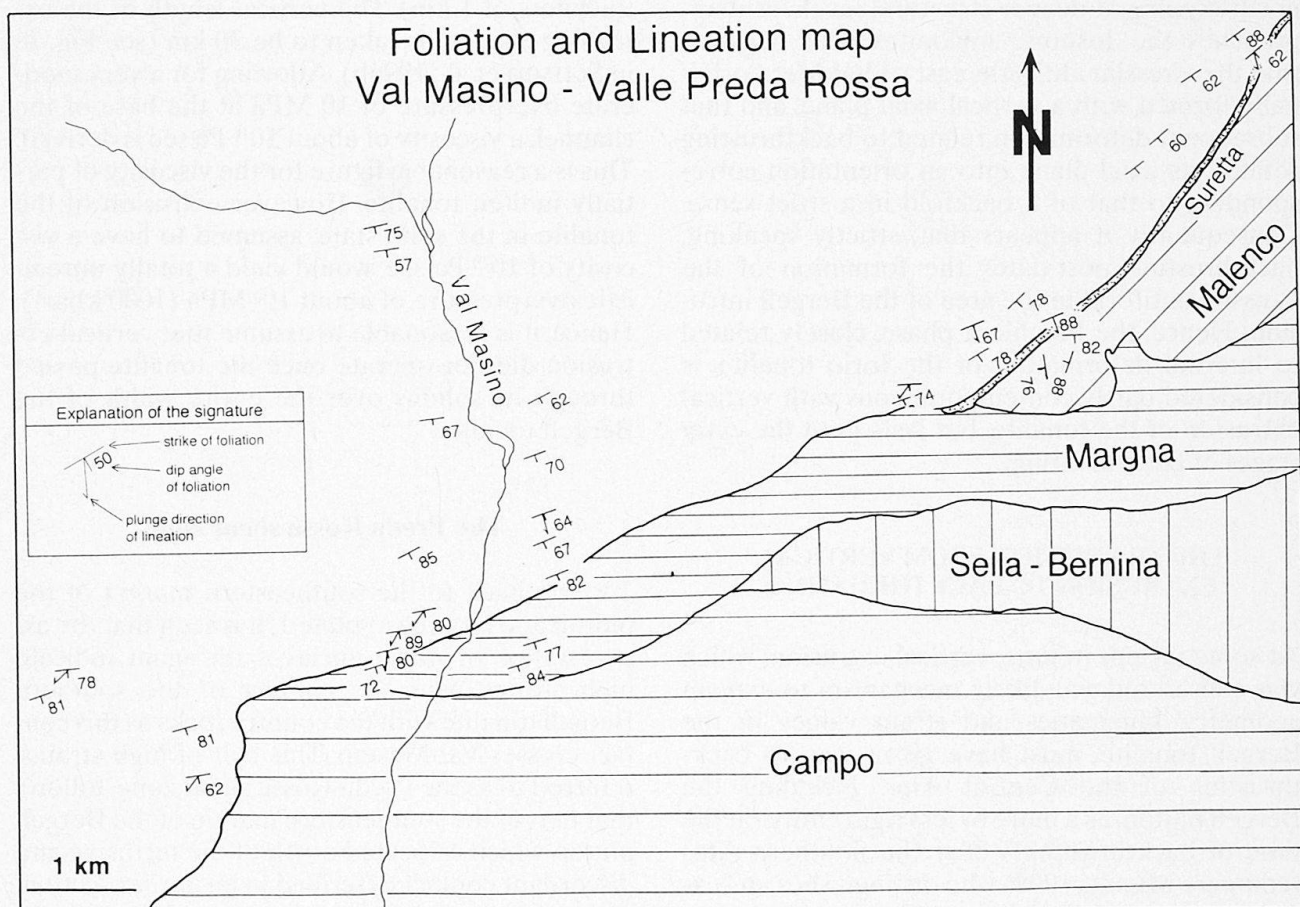 Foliation and Lineation map
Val Masino - Valle Preda Rossa
N
88
62
62
60
Suretta
Malenco
75
57
Val Masino
78
88
67
78
82
76
88
74
Explanation of the signature
50
strike of foliation
dip angle
of foliation
plunge direction
of lineation
62
67
70
Margna
64
67
85
82
Sella - Bernina
80
89
80
77
84
72
78
81
81
Campo
62
1 km